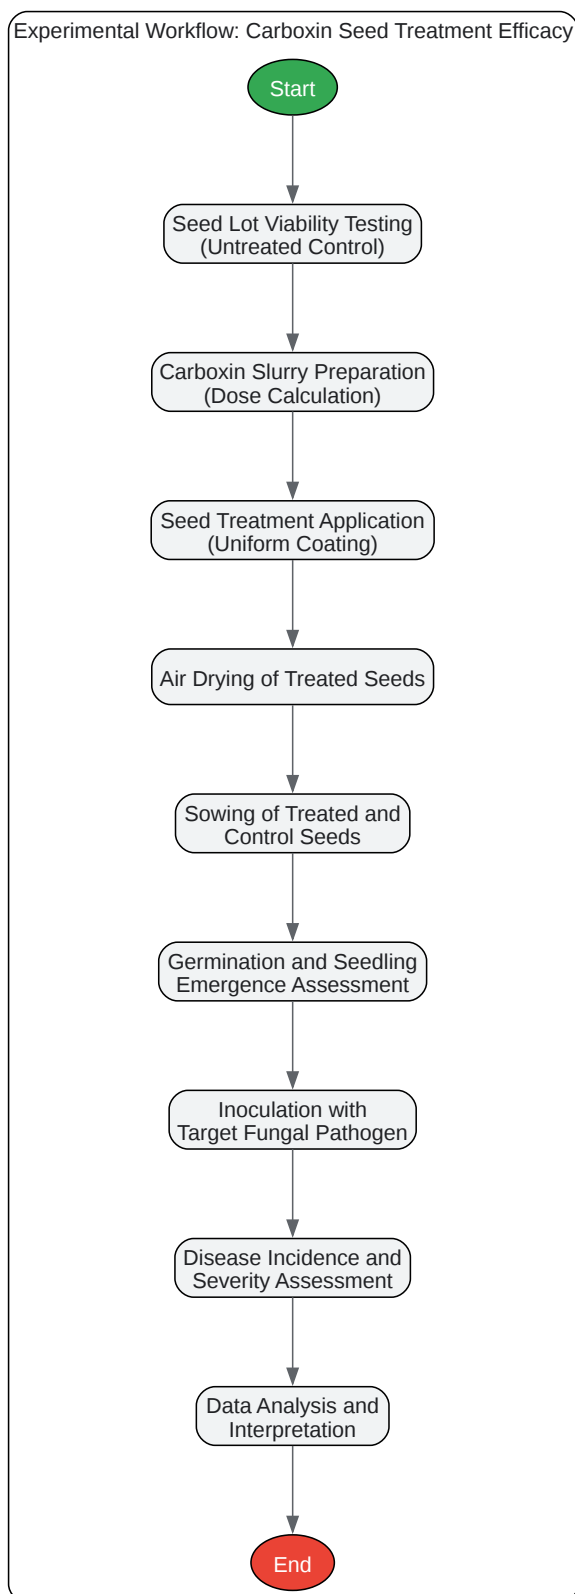 Experimental Workflow: Carboxin Seed Treatment Efficacy
Start
Seed Lot Viability Testing
(Untreated Control)
Carboxin Slurry Preparation
(Dose Calculation)
Seed Treatment Application
(Uniform Coating)
Air Drying of Treated Seeds
Sowing of Treated and
Control Seeds
Germination and Seedling
Emergence Assessment
Inoculation with
Target Fungal Pathogen
Disease Incidence and
Severity Assessment
Data Analysis and
Interpretation
End